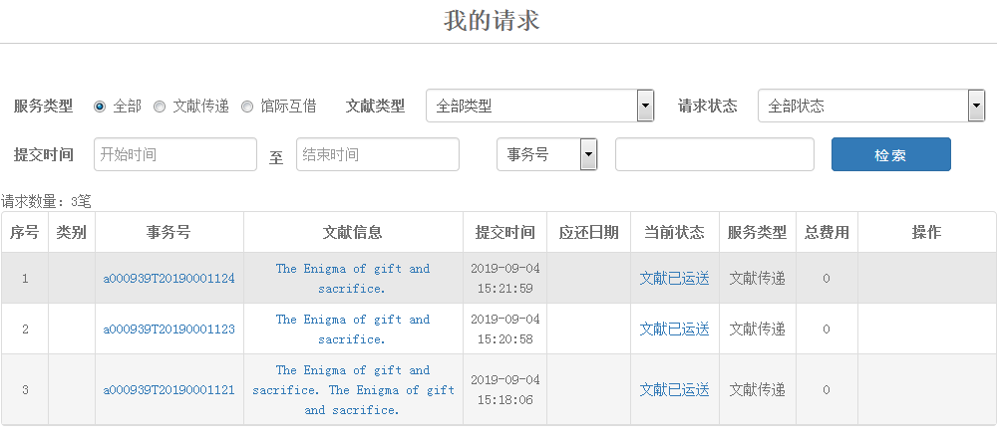 我的请求
服务类型 全部 文献传递 馆际互借 文献类型 全部类型 请求状态 全部状态
提交时间 开始时间 至 结束时间 事务号 检索
请求数量：3笔
序号 类别 事务号 文献信息 提交时间 应还日期 当前状态 服务类型 总费用 操作
1 a000939T20190001124 The Enigma of gift and sacrifice. 2019-09-04 15:21:59 文献已运送 文献传递 0
2 a000939T20190001123 The Enigma of gift and sacrifice. 2019-09-04 15:20:58 文献已运送 文献传递 0
3 a000939T20190001121 The Enigma of gift and sacrifice. The Enigma of gift and sacrifice. 2019-09-04 15:18:06 文献已运送 文献传递 0